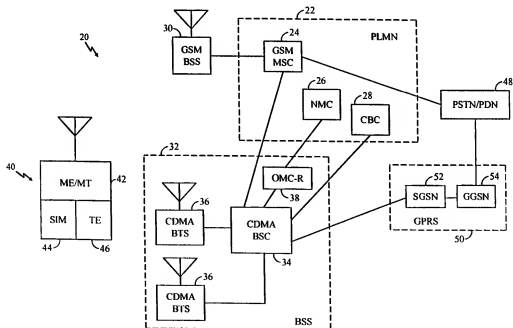 22
20
30
GSM
BSS
24
GSM
MSC
PLMN
26
NMC
28
CBC
48
PSTN/PDN
32
40
ME/MT
42
SIM
TE
44
46
OMC-R
38
36
CDMA
BTS
CDMA
BSC
34
36
CDMA
BTS
BSS
52
SGSN
54
GGSN
GPRS
50